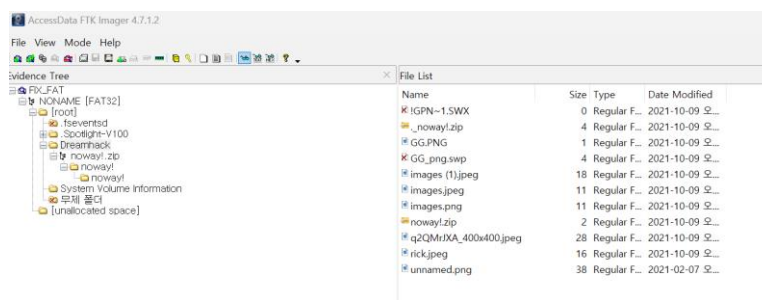 AccessData FTK Imager 4.7.1.2
File View Mode Help
Evidence Tree
FIX_FAT
NONAME [FAT32]
[root]
.fseventsd
.Spotlight-V100
Dreamhack
noway!.zip
noway!
noway!
System Volume Information
무제 폴더
[unallocated space]
File List
Name Size Type Date Modified
!GPN~1.SWX 0 Regular F... 2021-10-09 오...
._noway!.zip 4 Regular F... 2021-10-09 오...
GG.PNG 1 Regular F... 2021-10-09 오...
GG_png.swp 4 Regular F... 2021-10-09 오...
images (1).jpeg 18 Regular F... 2021-10-09 오...
images.jpeg 11 Regular F... 2021-10-09 오...
images.png 11 Regular F... 2021-10-09 오...
noway!.zip 2 Regular F... 2021-10-09 오...
q2QMrJXA_400x400.jpeg 28 Regular F... 2021-10-09 오...
rick.jpeg 16 Regular F... 2021-10-09 오...
unnamed.png 38 Regular F... 2021-02-07 오...